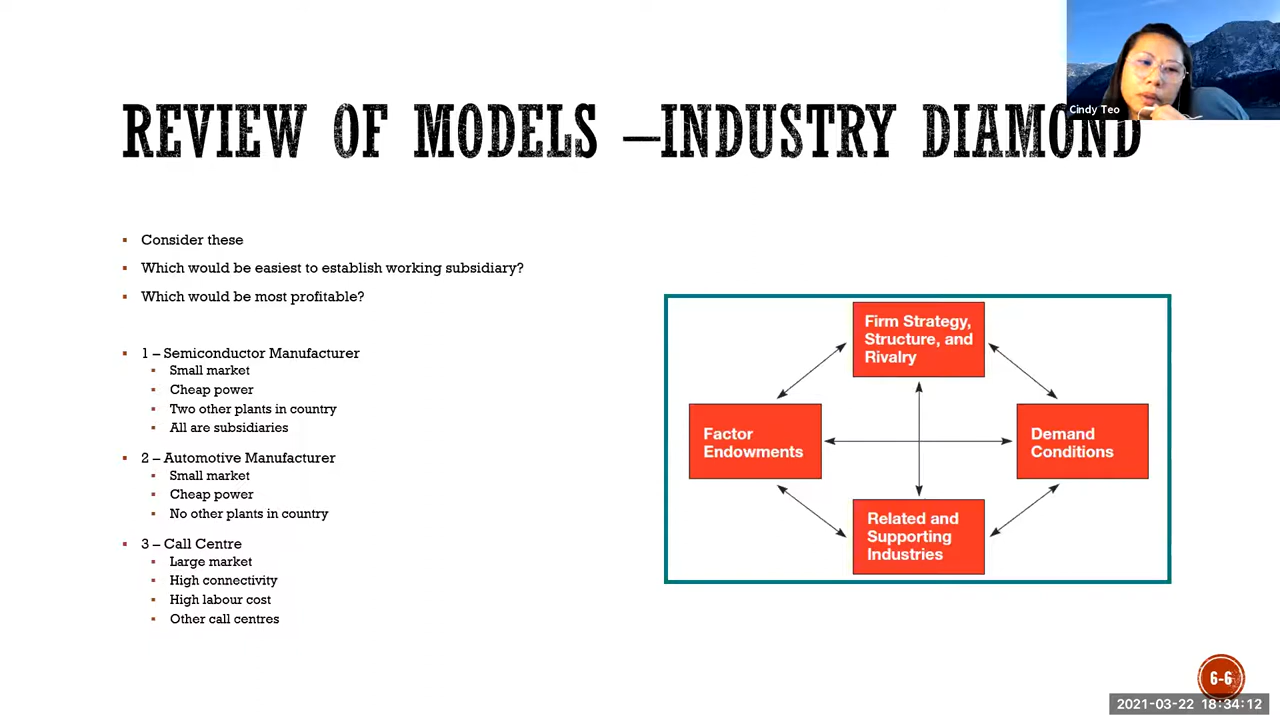 Cindy Teo
REVIEW OF MODELS –INDUSTRY DIAMOND
Consider these
Which would be easiest to establish working subsidiary?
Which would be most profitable?
1 – Semiconductor Manufacturer
Small market
Cheap power
Two other plants in country
All are subsidiaries
2 – Automotive Manufacturer
Small market
Cheap power
No other plants in country
3 – Call Centre
Large market
High connectivity
High labour cost
Other call centres
Firm Strategy,
Structure, and
Rivalry
Factor
Endowments
Demand
Conditions
Related and
Supporting
Industries
6-6
2021-03-22 18:34:12